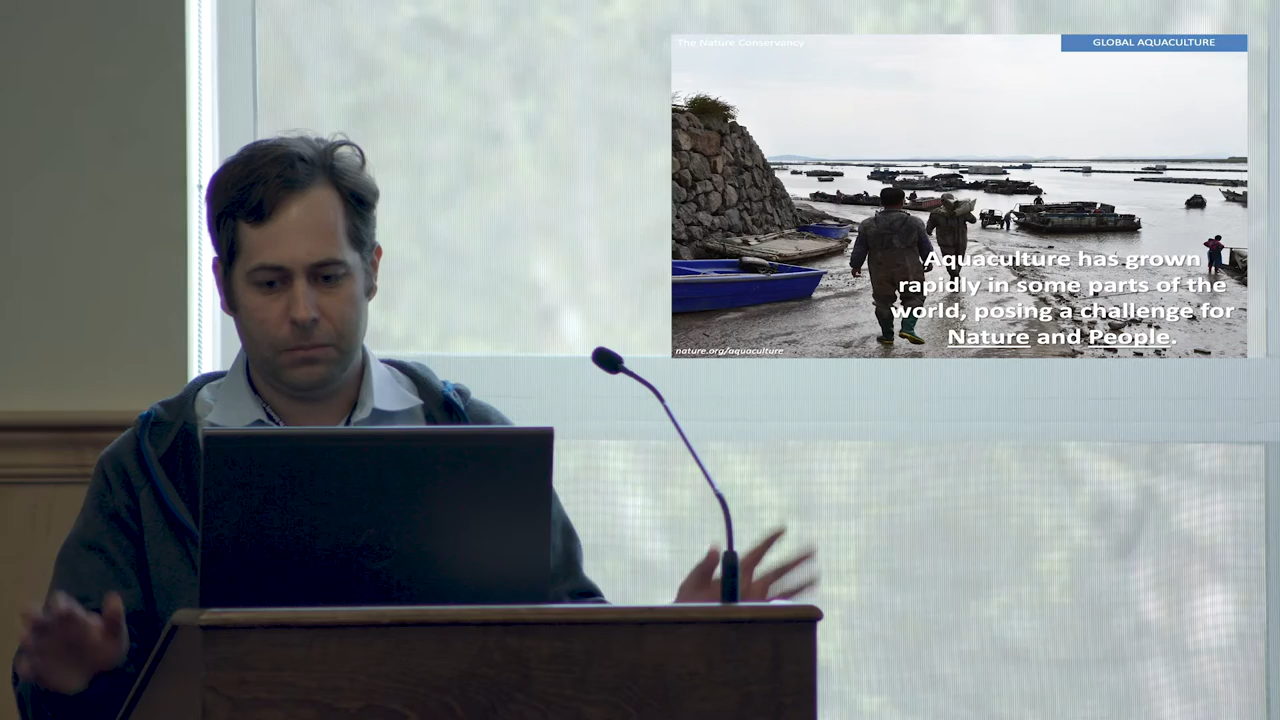 The Nature Conservancy
GLOBAL AQUACULTURE
Aquaculture has grown
rapidly in some parts of the
world, posing a challenge for
Nature and People.
nature.org/aquaculture